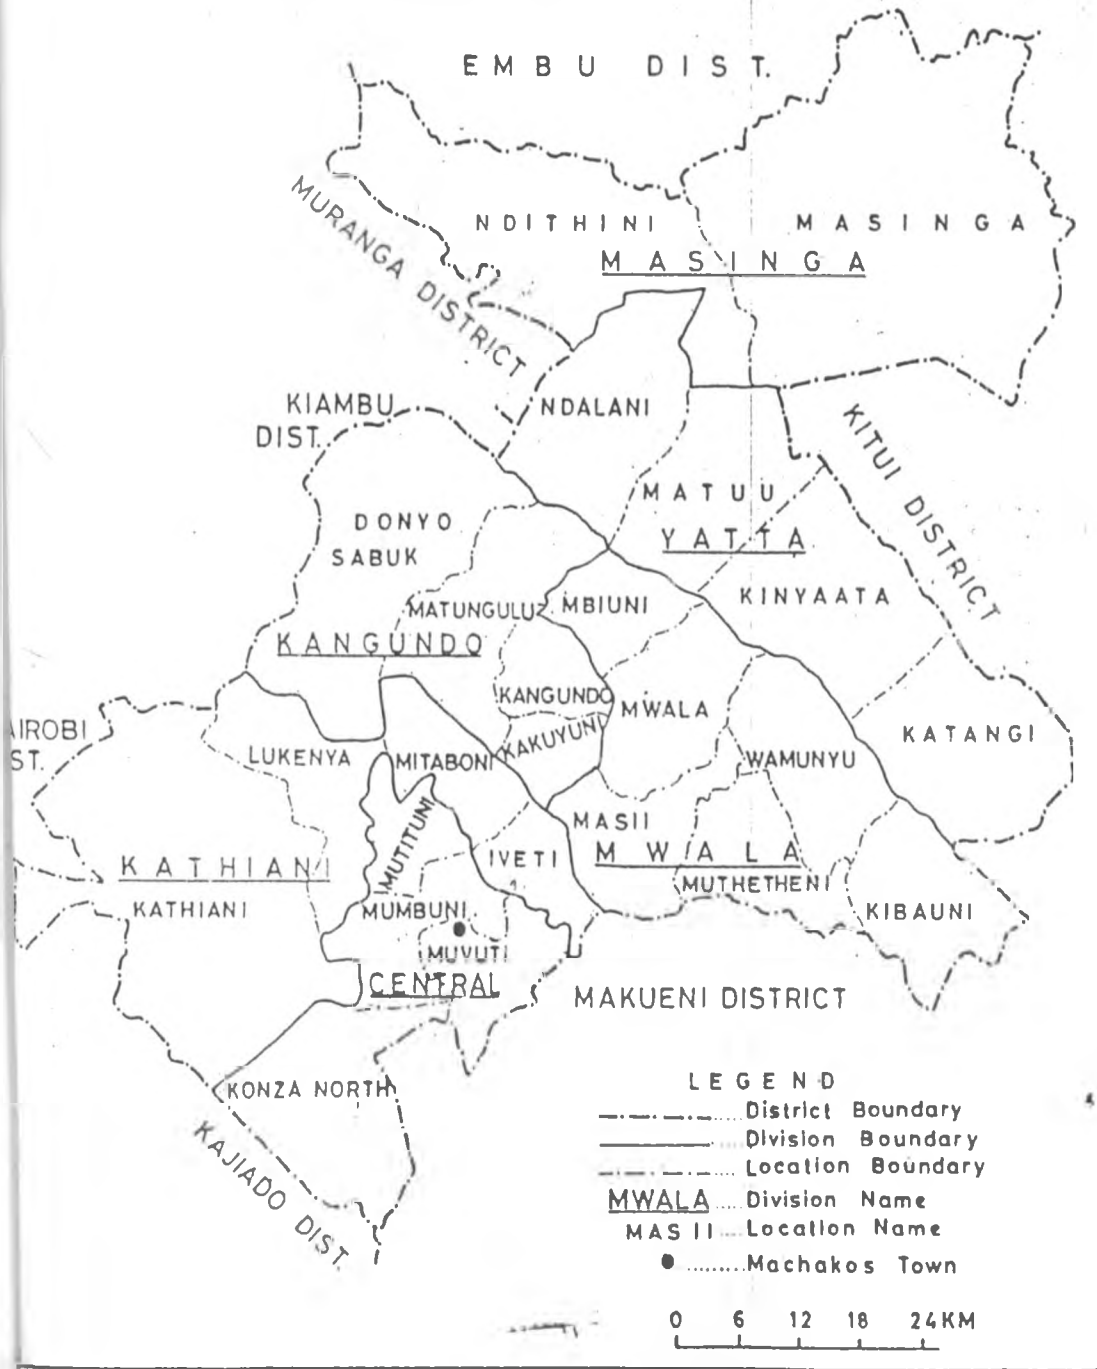 EMBU DIST.
MURANGA DISTRICT
NDITHINI
MASINGA
MASINGA
KIAMBU
DIST.
NDALANI
KITUI DISTRICT
MATUU
YATTA
DONYO
SABUK
MATUNGULU
MBIUNI
KINYAATA
KANGUNDO
KANGUNDO
MWALA
KAKUYUNI
KATANGI
AIROBI
ST.
LUKENYA
MITABONI
WAMUNYU
MASII
MWALA
IMUTITUNI
IVETI
KATHIANI
KATHIANI
MUTHETHENI
KIBAUNI
MUMBUNI
MUVUTI
CENTRAL
MAKUENI DISTRICT
KONZA NORTH
KAJIADO DIST.
LEGEND
District Boundary
Division Boundary
Location Boundary
MWALA ..... Division Name
MASII .... Location Name
......... Machakos Town
0 6 12 18 24KM